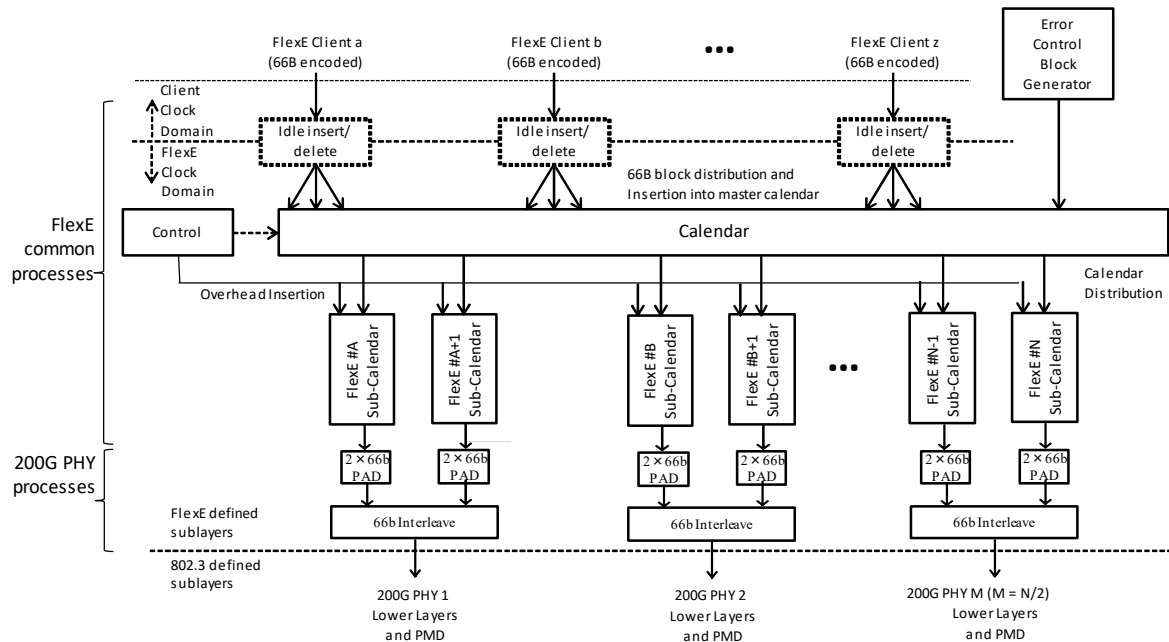 FlexE Client a
(66B encoded)
FlexE Client b
(66B encoded)
•••
FlexE Client z
(66B encoded)
Error
Control
Block
Generator
Client
Clock
Domain
FlexE
Clock
Domain
Idle insert/
delete
Idle insert/
delete
Idle insert/
delete
66B block distribution and
Insertion into master calendar
FlexE
common
processes
Control
Calendar
Overhead Insertion
Calendar
Distribution
FlexE #A
Sub-Calendar
FlexE #A+1
Sub-Calendar
FlexE #B
Sub-Calendar
FlexE #B+1
Sub-Calendar
•••
FlexE #N-1
Sub-Calendar
FlexE #N
Sub-Calendar
200G PHY
processes
2 × 66b
PAD
2 × 66b
PAD
2 × 66b
PAD
2 × 66b
PAD
2 × 66b
PAD
2 × 66b
PAD
66b Interleave
66b Interleave
66b Interleave
FlexE defined
sublayers
802.3 defined
sublayers
200G PHY 1
Lower Layers
and PMD
200G PHY 2
Lower Layers
and PMD
200G PHY M (M = N/2)
Lower Layers
and PMD